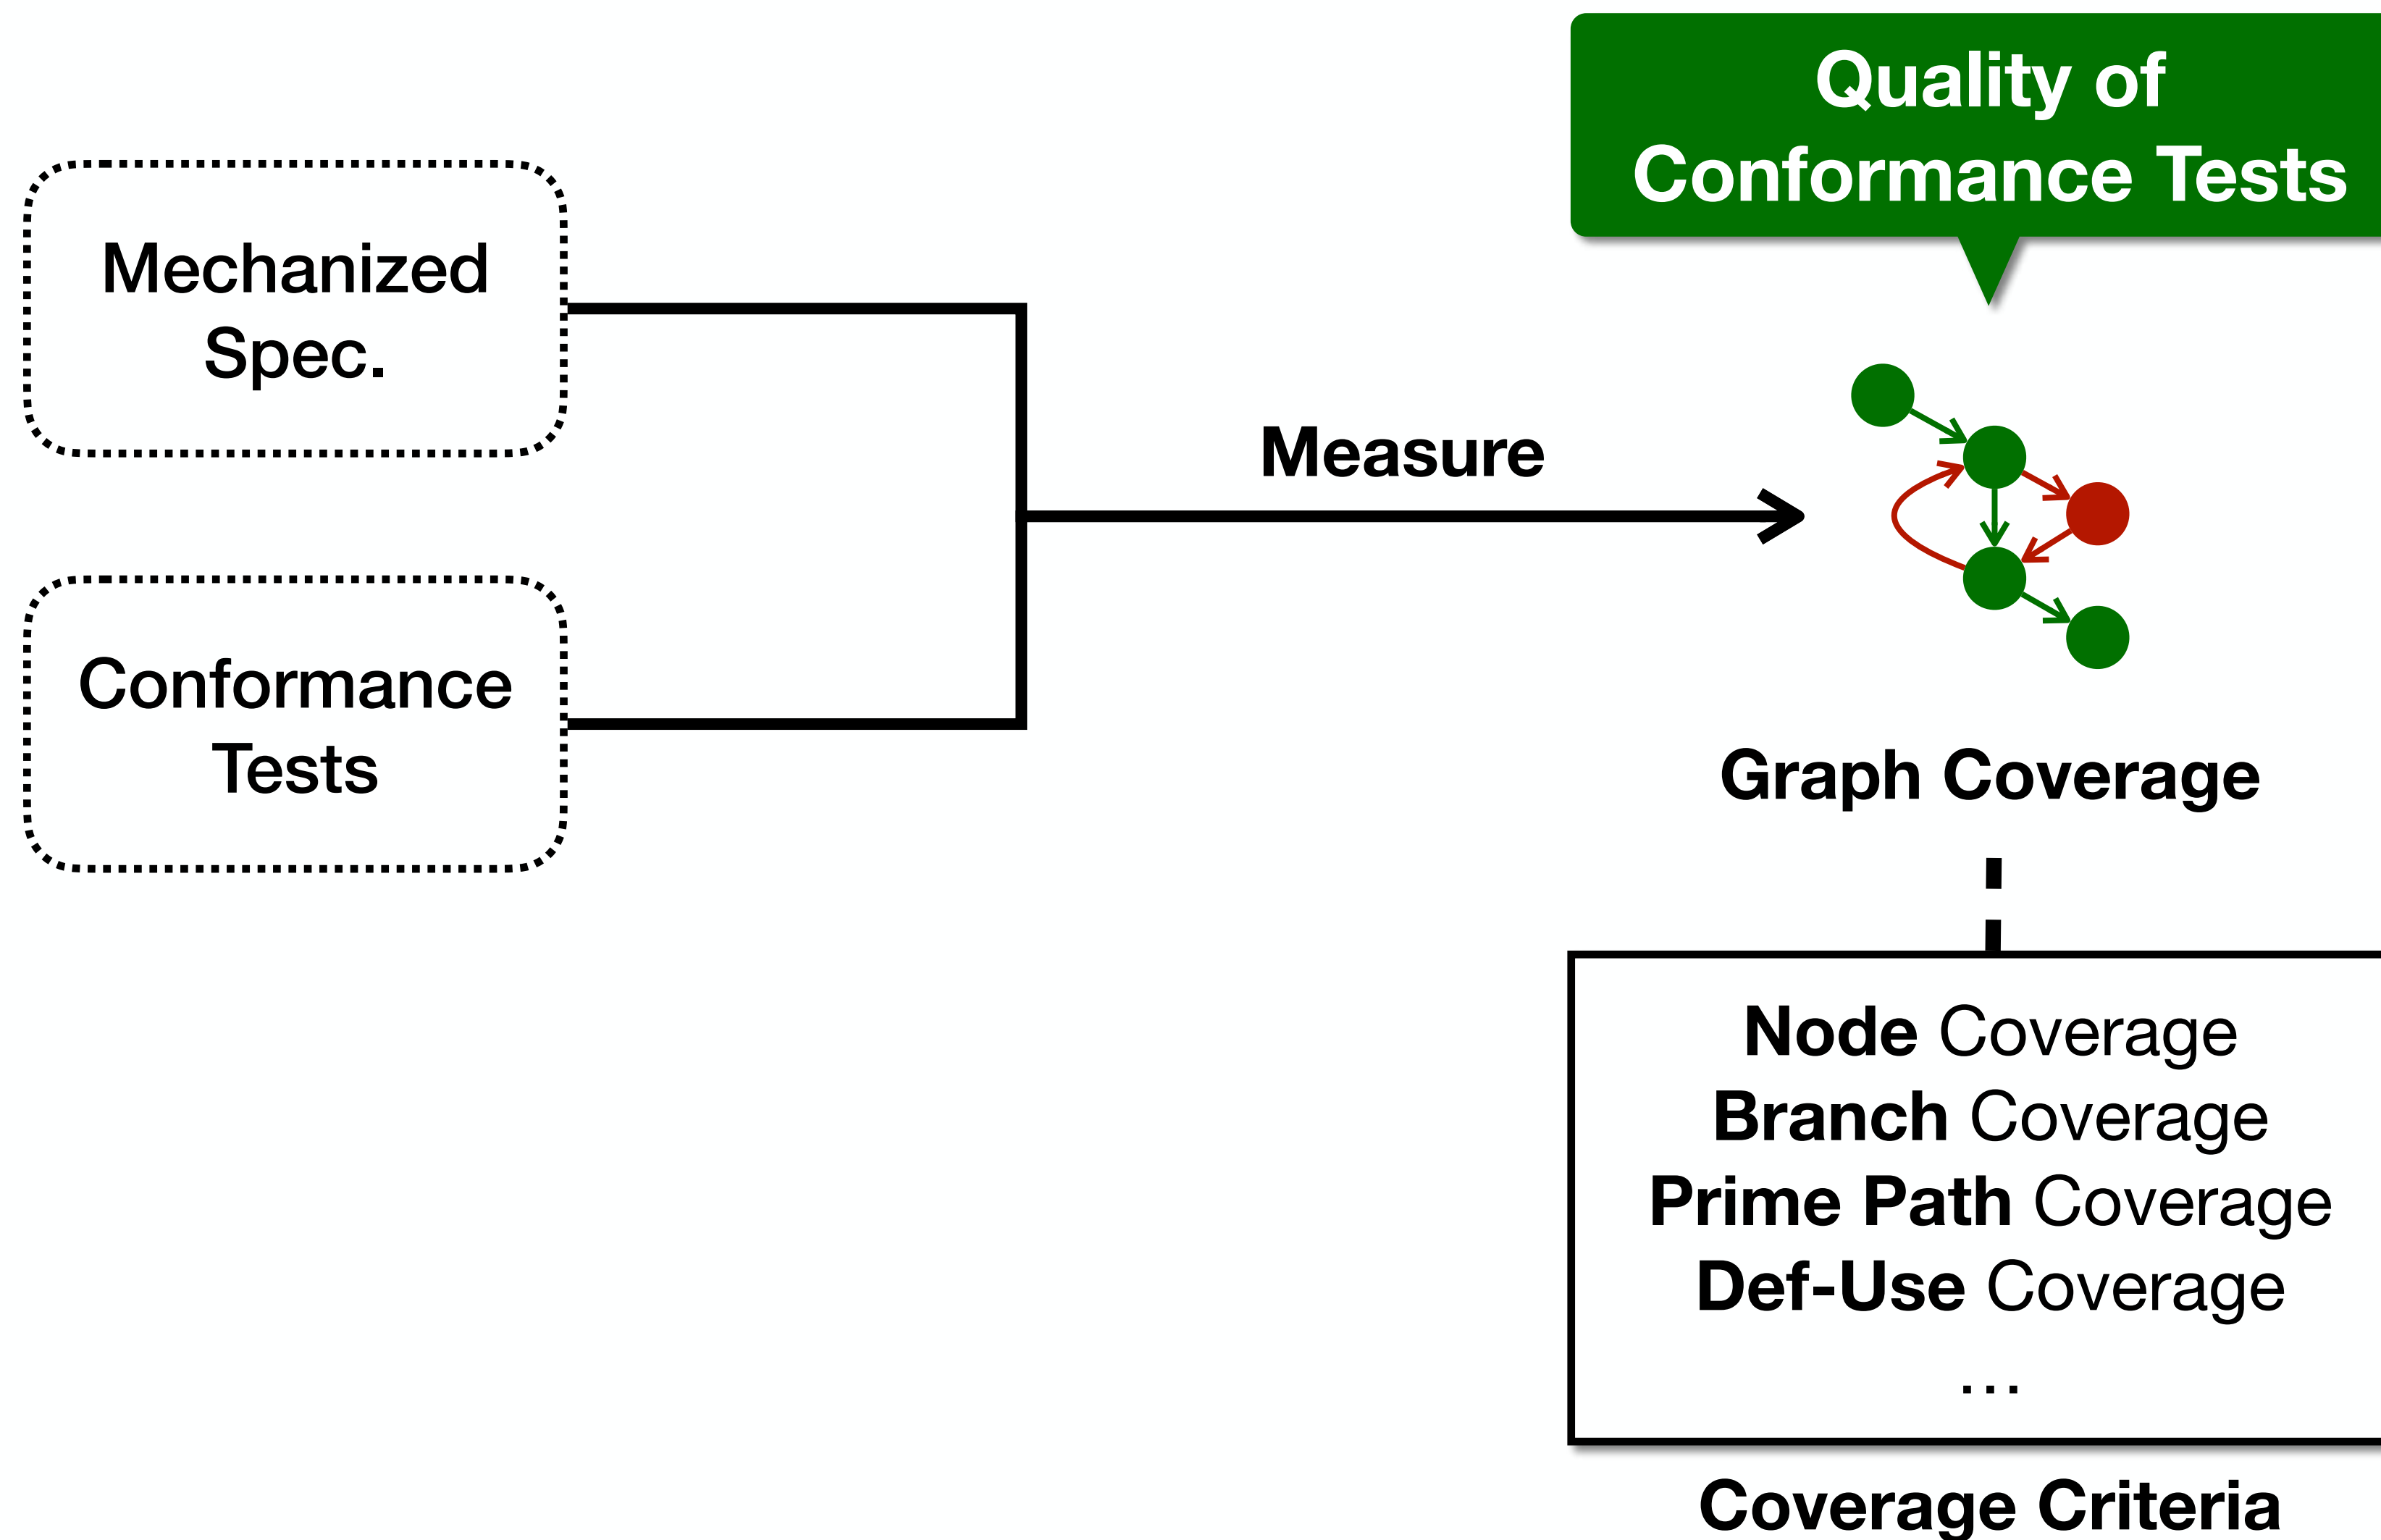 Quality of
Conformance Tests
Mechanized
Spec.
Measure
Conformance
Tests
Graph Coverage
Node Coverage
Branch Coverage
Prime Path Coverage
Def-Use Coverage
...
Coverage Criteria